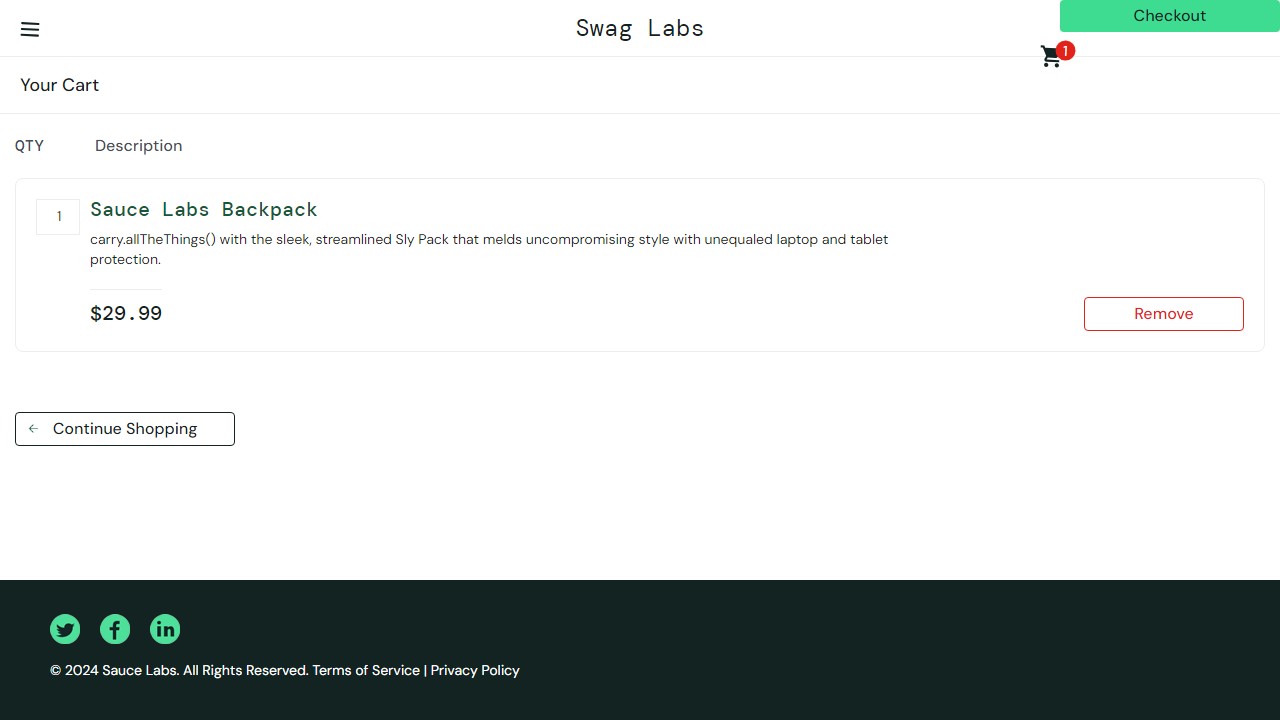 Swag Labs
Checkout
1
Your Cart
QTY
Description
1
Sauce Labs Backpack
carry.allTheThings() with the sleek, streamlined Sly Pack that melds uncompromising style with unequaled laptop and tablet
protection.
$29.99
Remove
Continue Shopping
© 2024 Sauce Labs. All Rights Reserved. Terms of Service | Privacy Policy